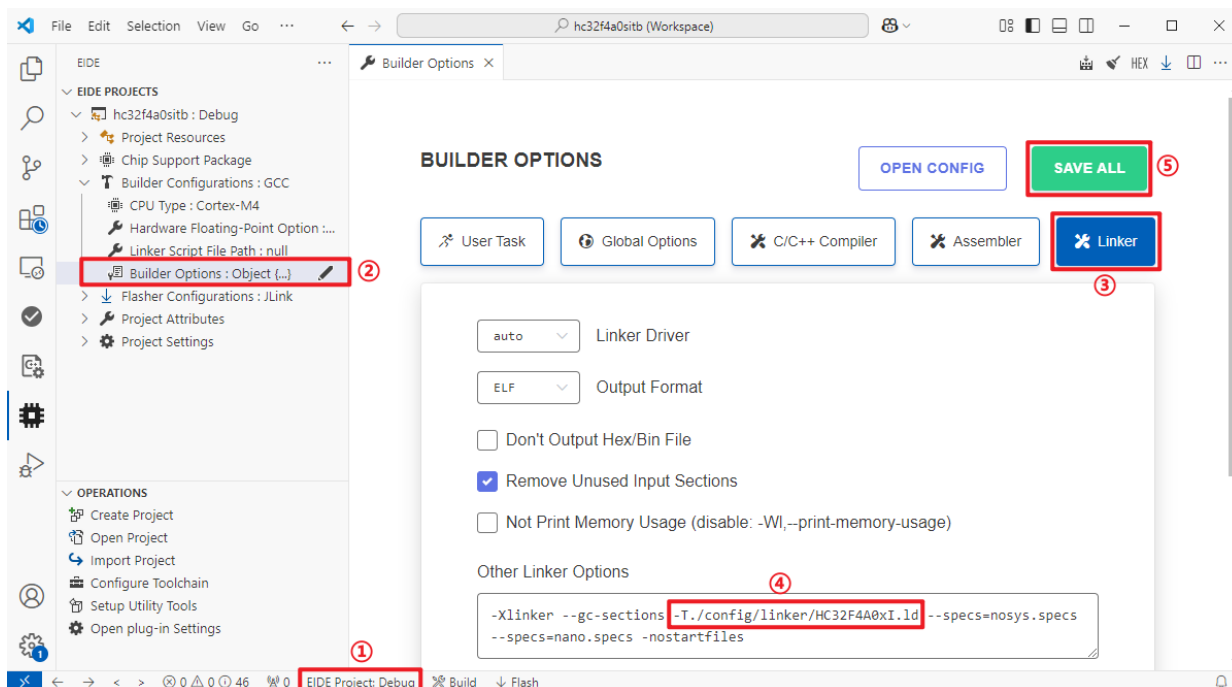 File Edit Selection View Go ··· hc32f4a0sitb (Workspace)
EIDE ···
Builder Options
HEX
EIDE PROJECTS
hc32f4a0sitb : Debug
Project Resources
Chip Support Package
Builder Configurations : GCC
CPU Type : Cortex-M4
Hardware Floating-Point Option :...
Linker Script File Path : null
Builder Options : Object {...}
②
Flasher Configurations : JLink
Project Attributes
Project Settings
BUILDER OPTIONS
OPEN CONFIG
SAVE ALL
⑤
User Task
Global Options
C/C++ Compiler
Assembler
Linker
③
auto Linker Driver
ELF Output Format
Don't Output Hex/Bin File
Remove Unused Input Sections
Not Print Memory Usage (disable: -Wl,--print-memory-usage)
Other Linker Options
④
-Xlinker --gc-sections -T./config/linker/HC32F4A0xI.ld --specs=nosys.specs
--specs=nano.specs -nostartfiles
OPERATIONS
Create Project
Open Project
Import Project
Configure Toolchain
Setup Utility Tools
Open plug-in Settings
1
①
0 0 46 0 EIDE Project: Debug Build Flash